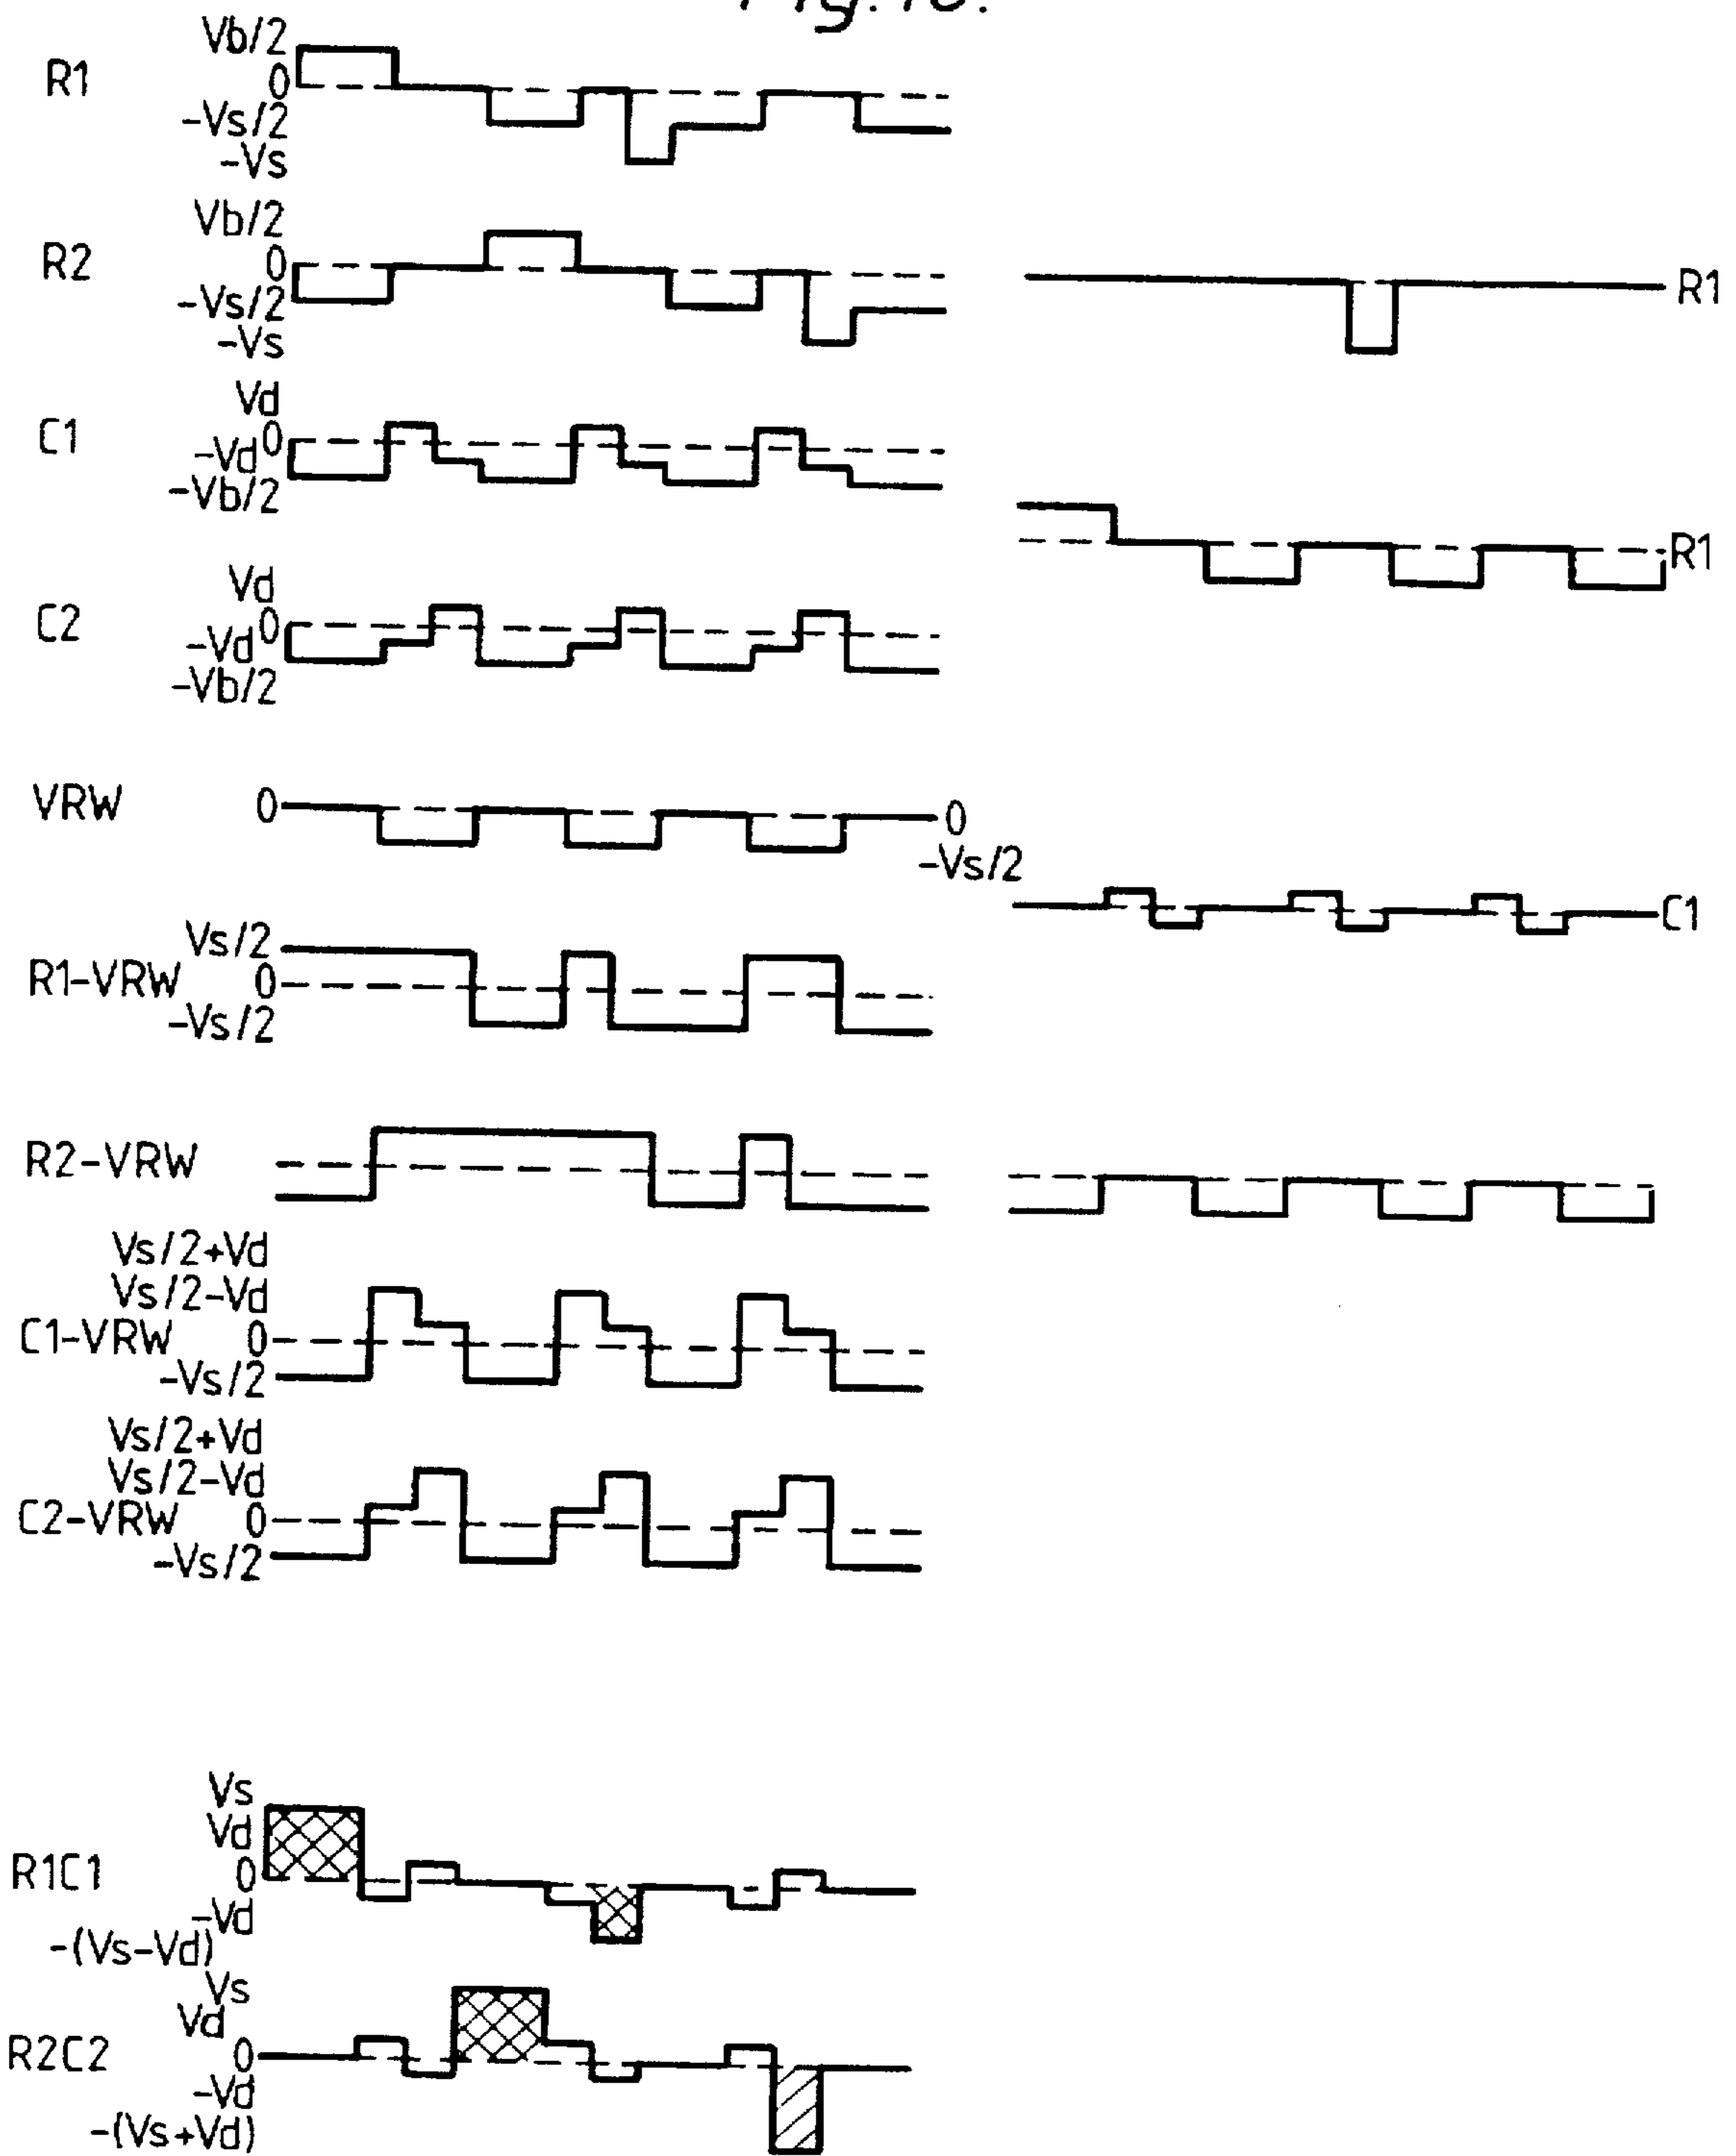 R1
Vb/2
0
-Vs/2
-Vs
R2
Vb/2
0
-Vs/2
-Vs
R1
C1
Vd
0
-Vd
-Vb/2
R1
C2
Vd
0
-Vd
-Vb/2
VRW
0
0
-Vs/2
C1
R1-VRW
Vs/2
0
-Vs/2
R2-VRW
Vs/2+Vd
Vs/2-Vd
C1-VRW
0
-Vs/2
Vs/2+Vd
Vs/2-Vd
C2-VRW
0
-Vs/2
R1C1
Vs
Vd
0
-Vd
-(Vs-Vd)
R2C2
Vs
Vd
0
-Vd
-(Vs+Vd)